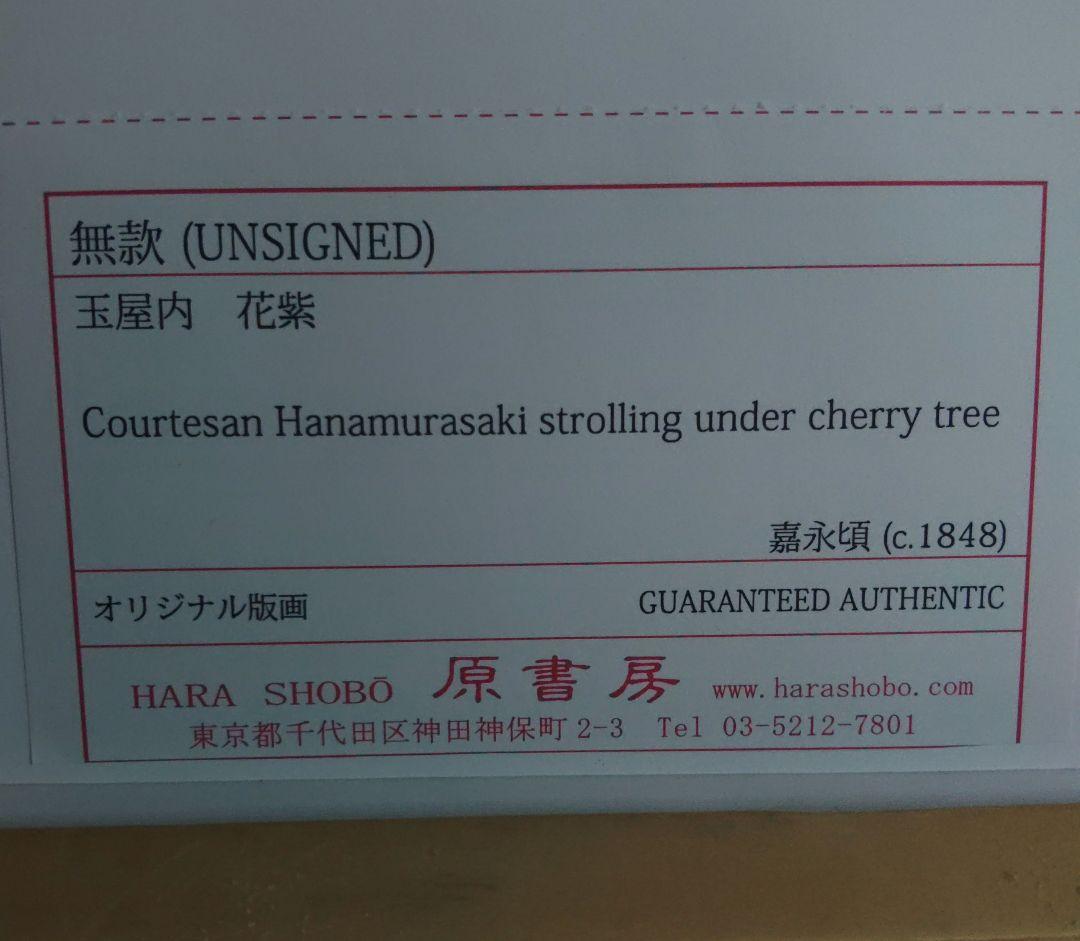 無款 (UNSIGNED)
玉屋内　花紫
Courtesan Hanamurasaki strolling under cherry tree
嘉永頃 (c.1848)
オリジナル版画 GUARANTEED AUTHENTIC
HARA SHOBŌ 原書房 www.harashobo.com
東京都千代田区神田神保町2-3 Tel 03-5212-7801